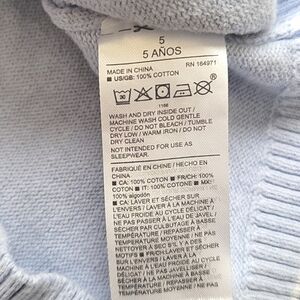 5
5 AÑOS
MADE IN CHINA RN 164971
■ US/GB: 100% COTTON
WASH AND DRY INSIDE OUT /
MACHINE WASH COLD GENTLE
CYCLE / DO NOT BLEACH / TUMBLE
DRY LOW / WARM IRON / DO NOT
DRY CLEAN
NOT INTENDED FOR USE AS
SLEEPWEAR.
FABRIQUÉ EN CHINE / HECHO EN
CHINA
■ CA: 100% COTON ■ FR/CH: 100%
COTON ■ IT: 100% COTONE ■ MX:
100% algodón
■ CA: LAVER ET SÉCHER SUR
L'ENVERS / LAVER À LA MACHINE À
L'EAU FROIDE AU CYCLE DÉLICAT
/ NE PAS UTILISER D'EAU DE JAVEL /
SÉCHER PAR CULBUTAGE À BASSE
TEMPÉRATURE / REPASSER À
TEMPÉRATURE MOYENNE / NE PAS
NETTOYER À SEC
MOTIFS ■ FR/CH: LAVER ET SÉCHER
SUR L'ENVERS / LAVER À LA
MACHINE À L'EAU FROIDE AU CYCLE
DÉLICAT / NE PAS JAVELLISER /
SÉCHER EN MACHINE À BASSE
TEMPÉRATURE / REPASSER À